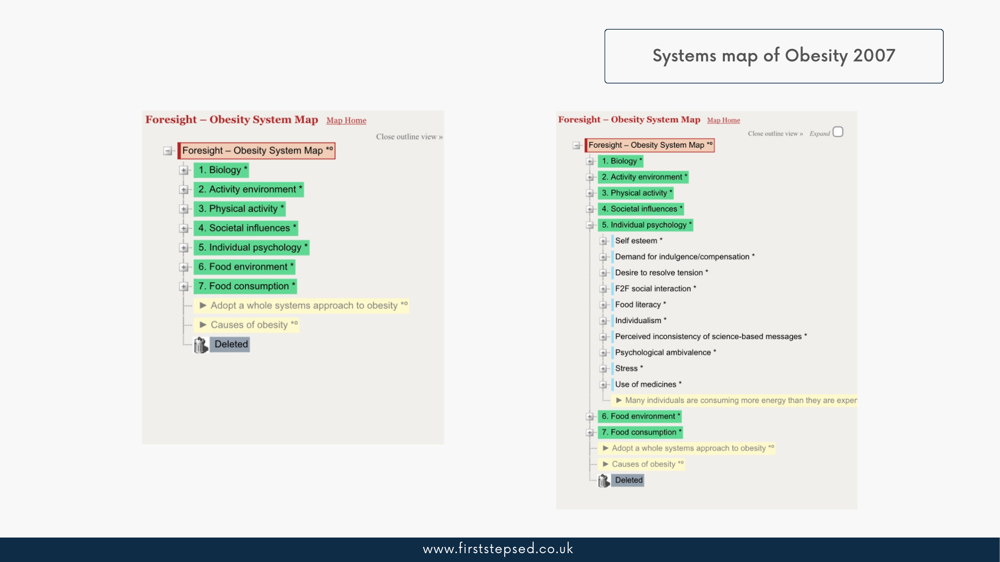 Systems map of Obesity 2007
Foresight – Obesity System Map Map Home
Close outline view »
Foresight – Obesity System Map *º
1. Biology *
2. Activity environment *
3. Physical activity *
4. Societal influences *
5. Individual psychology *
6. Food environment *
7. Food consumption *
► Adopt a whole systems approach to obesity *º
► Causes of obesity *º
Deleted
Foresight – Obesity System Map Map Home
Close outline view » Expand
Foresight – Obesity System Map *º
1. Biology *
2. Activity environment *
3. Physical activity *
4. Societal influences *
5. Individual psychology *
Self esteem *
Demand for indulgence/compensation *
Desire to resolve tension *
F2F social interaction *
Food literacy *
Individualism *
Perceived inconsistency of science-based messages *
Psychological ambivalence *
Stress *
Use of medicines *
► Many individuals are consuming more energy than they are exper
6. Food environment *
7. Food consumption *
► Adopt a whole systems approach to obesity *º
► Causes of obesity *º
Deleted
www.firststepsed.co.uk